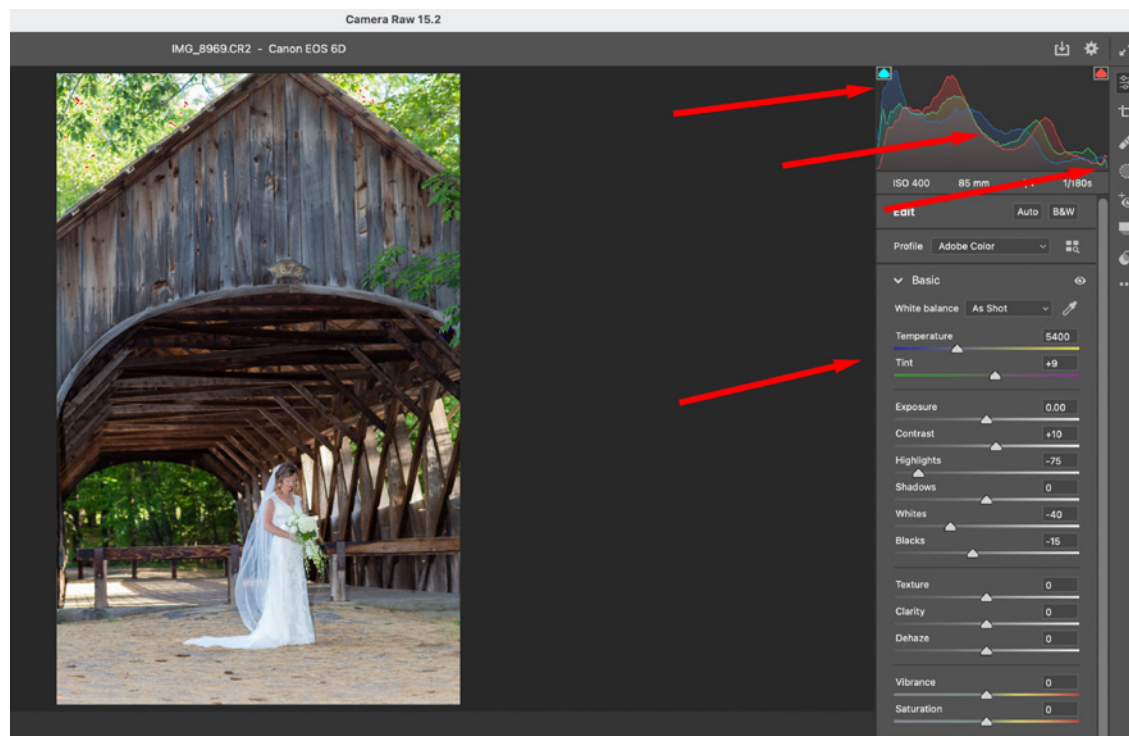 Camera Raw 15.2
IMG_8969.CR2 - Canon EOS 6D
ISO 400 85 mm 1/180s
Edit Auto B&W
Profile Adobe Color
Basic
White balance As Shot
Temperature 5400
Tint +9
Exposure 0.00
Contrast +10
Highlights -75
Shadows 0
Whites -40
Blacks -15
Texture 0
Clarity 0
Dehaze 0
Vibrance 0
Saturation 0